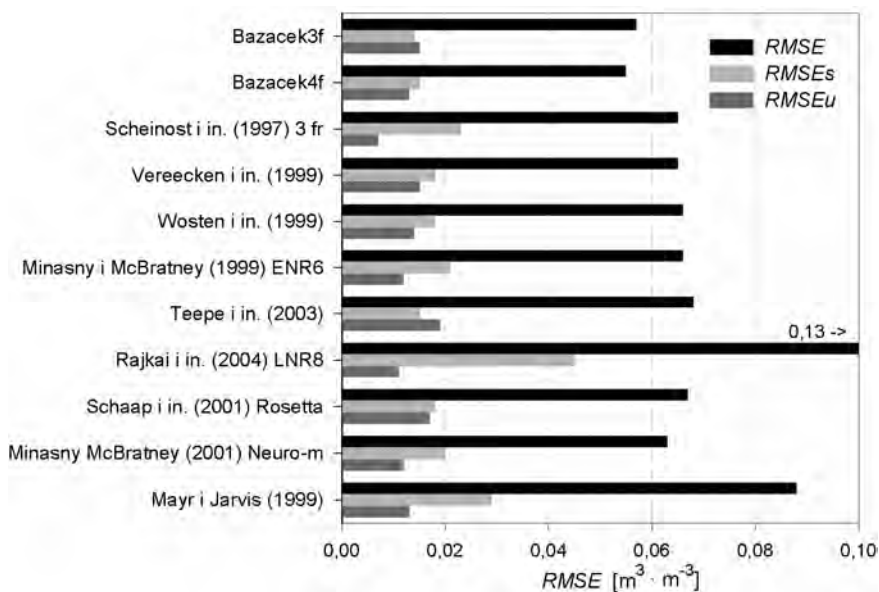 Bazacek3f
Bazacek4f
Scheinost i in. (1997) 3 fr
Vereecken i in. (1999)
Wosten i in. (1999)
Minasny i McBratney (1999) ENR6
Teepe i in. (2003)
Rajkai i in. (2004) LNR8
Schaap i in. (2001) Rosetta
Minasny McBratney (2001) Neuro-m
Mayr i Jarvis (1999)
RMSE
RMSEs
RMSEu
0,13 ->
0,00 0,02 0,04 0,06 0,08 0,10
RMSE [m³ · m⁻³]